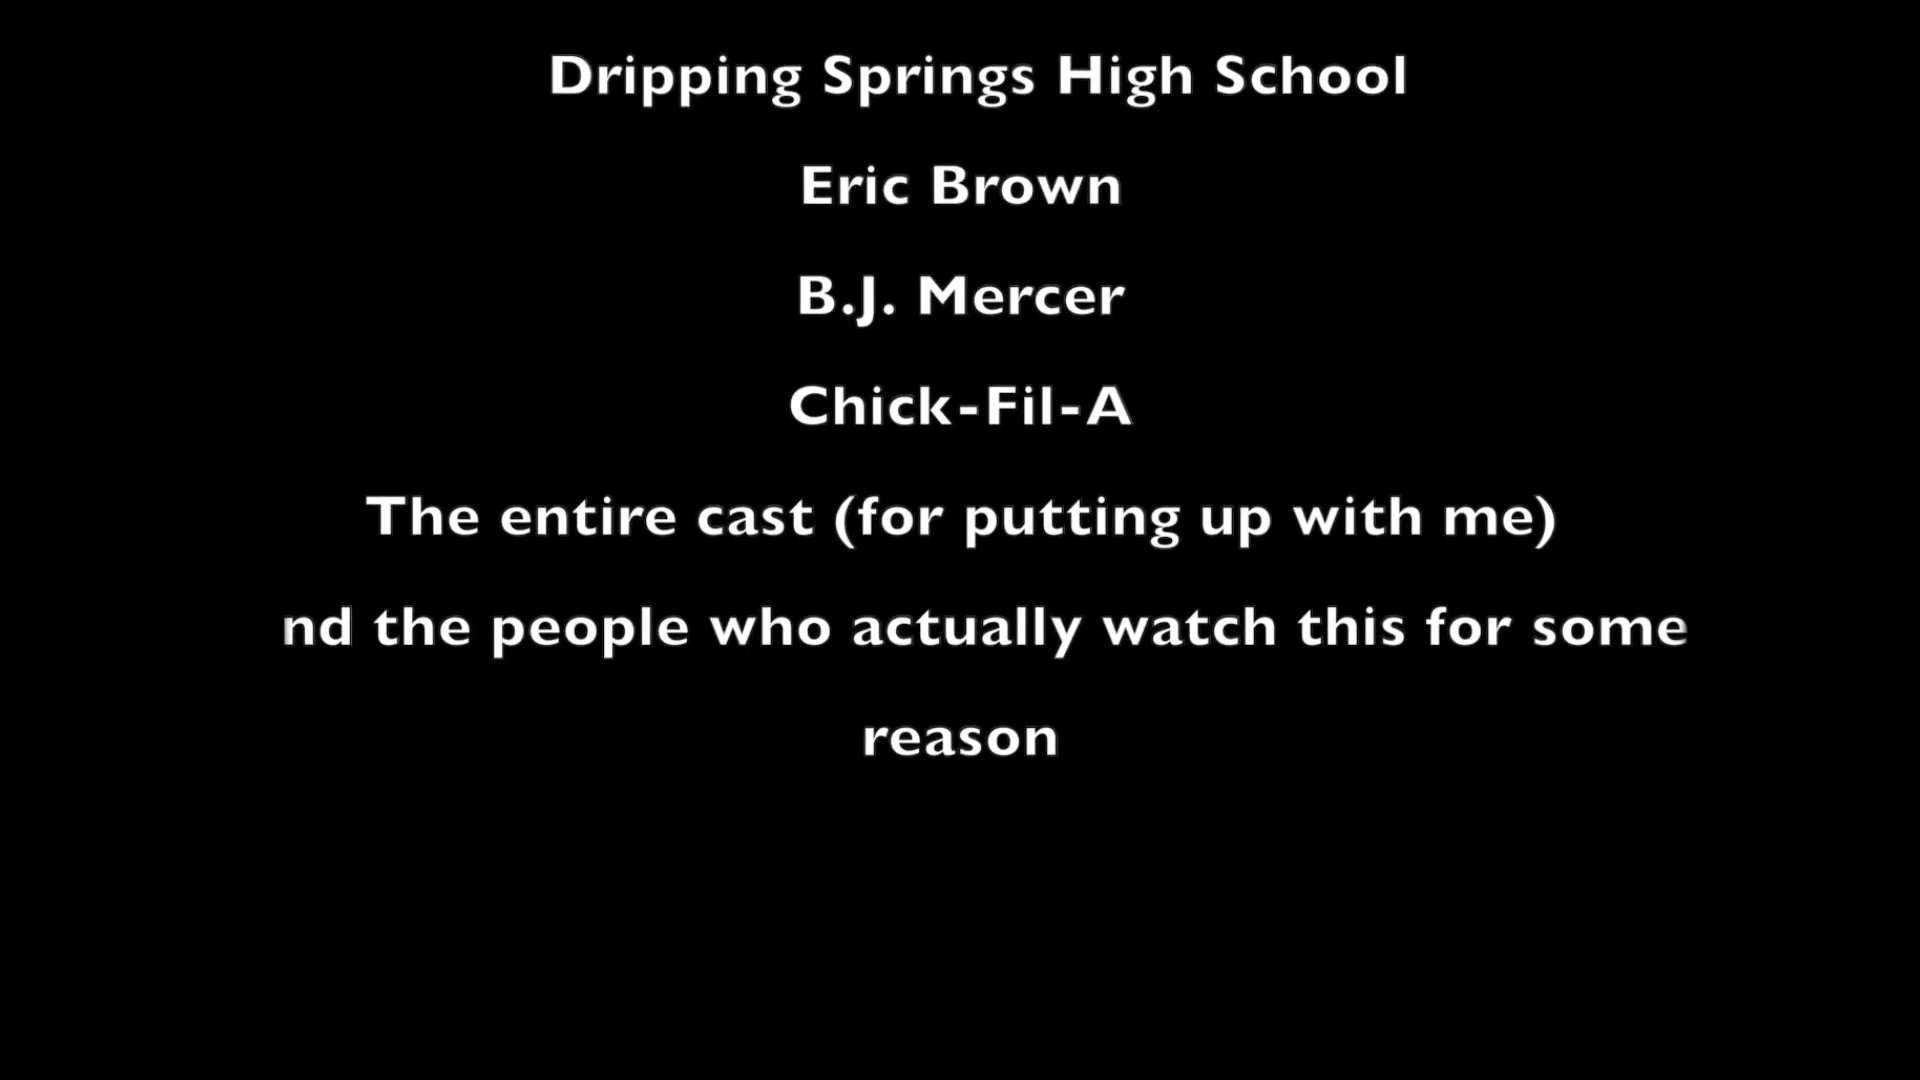 Dripping Springs High School
Eric Brown
B.J. Mercer
Chick-Fil-A
The entire cast (for putting up with me)
nd the people who actually watch this for some
reason